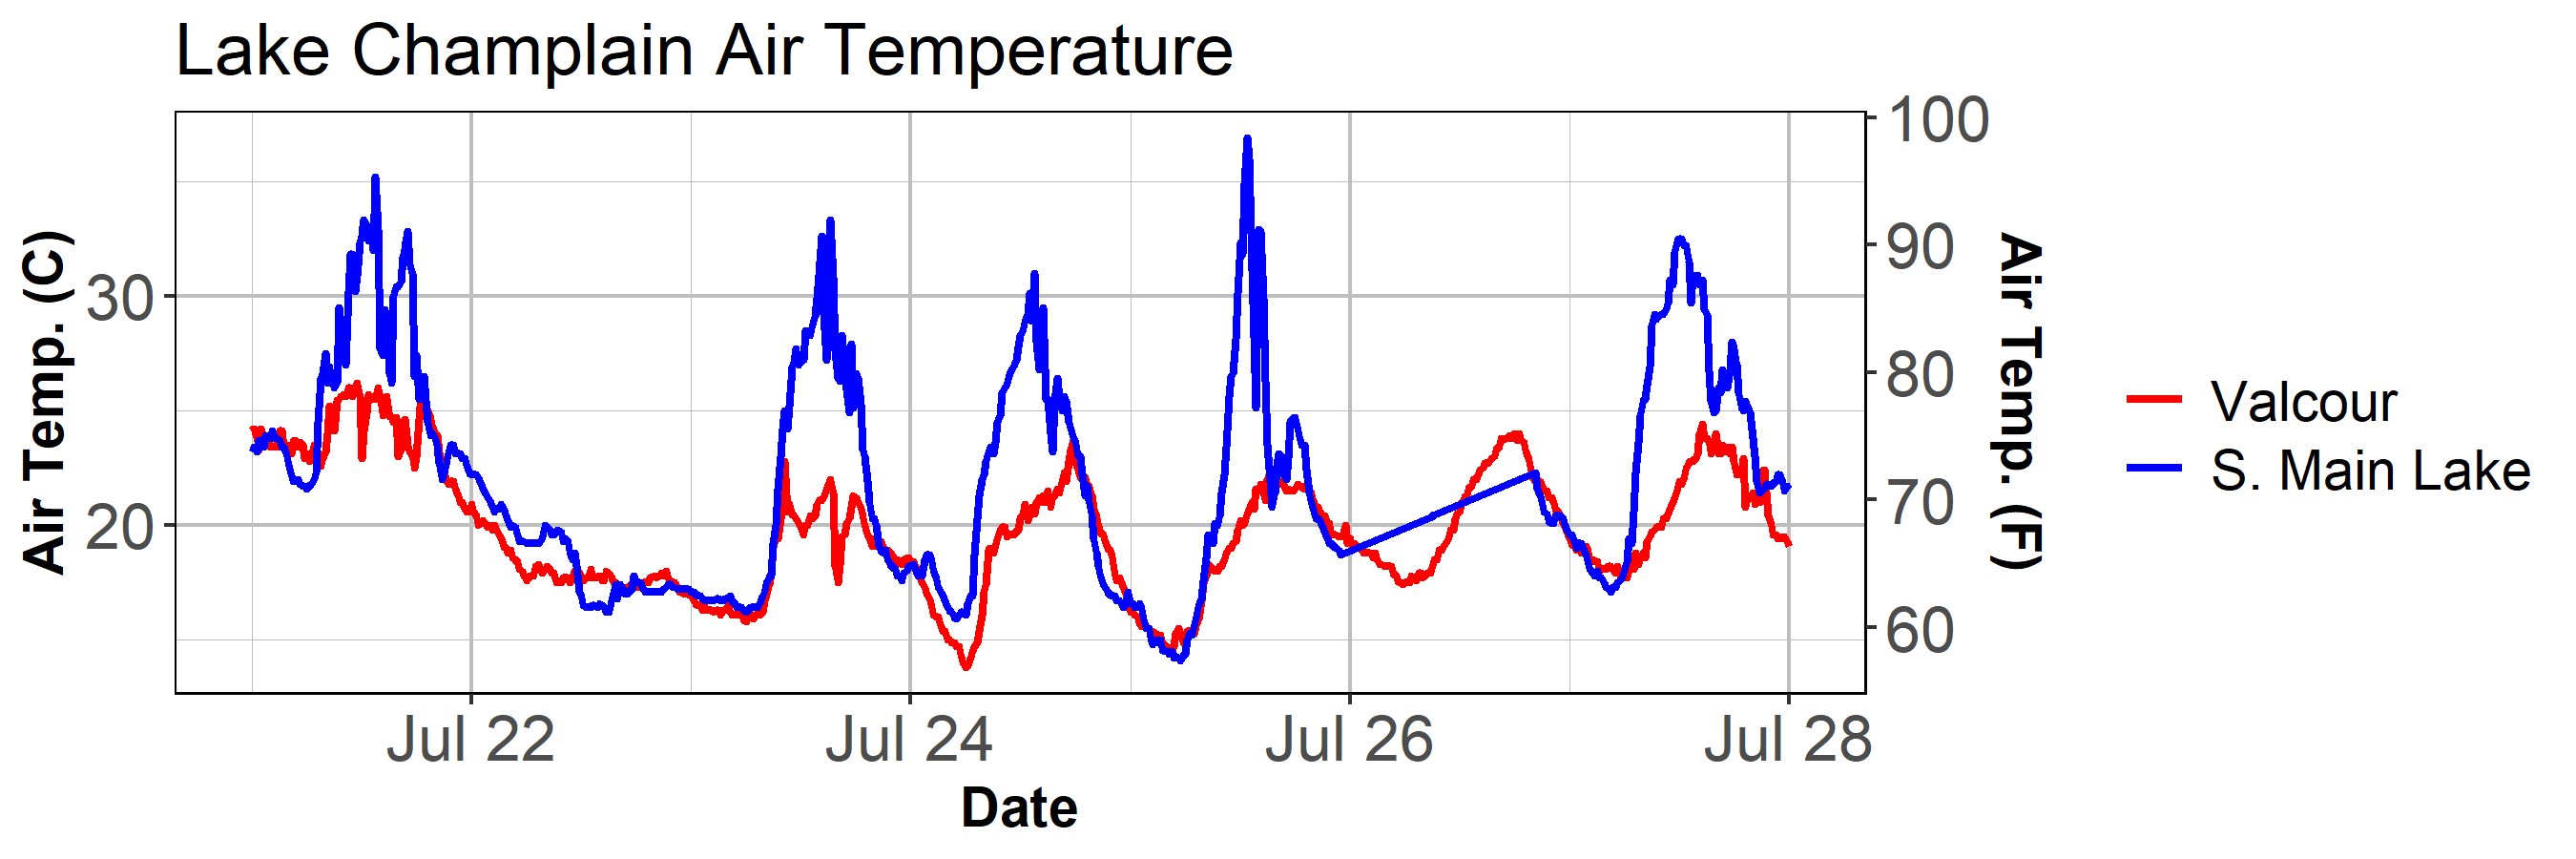 Lake Champlain Air Temperature
Air Temp. (C)
30
20
100
90
80
70
60
Air Temp. (F)
Valcour
S. Main Lake
Jul 22
Jul 24
Jul 26
Jul 28
Date